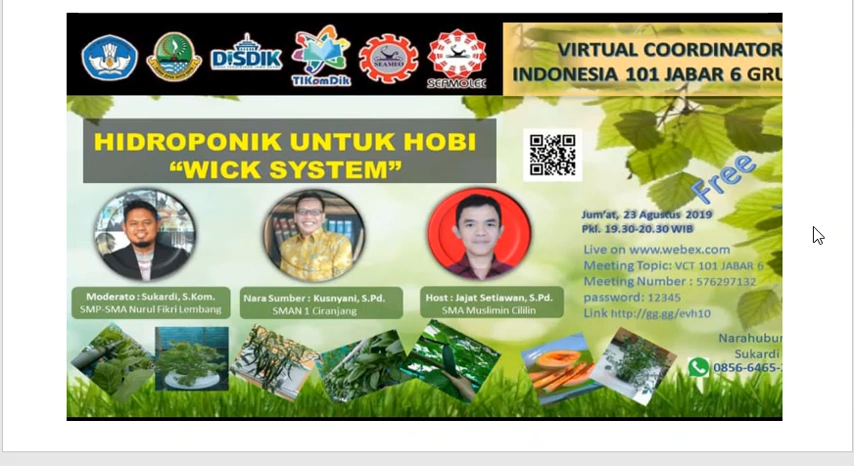 DISDIK
TIKomDik
SEAMEO
SEAMOLEC
VIRTUAL COORDINATOR
INDONESIA 101 JABAR 6 GRU
HIDROPONIK UNTUK HOBI
“WICK SYSTEM”
Free
Jum'at, 23 Agustus 2019
Pkl. 19.30-20.30 WIB
Live on www.webex.com
Meeting Topic: VCT 101 JABAR 6
Meeting Number : 576297132
password: 12345
Link http://gg.gg/evh10
Moderato : Sukardi, S.Kom.
SMP-SMA Nurul Fikri Lembang
Nara Sumber : Kusnyani, S.Pd.
SMAN 1 Ciranjang
Host : Jajat Setiawan, S.Pd.
SMA Muslimin Cililin
Narahubun
Sukardi
0856-6465-